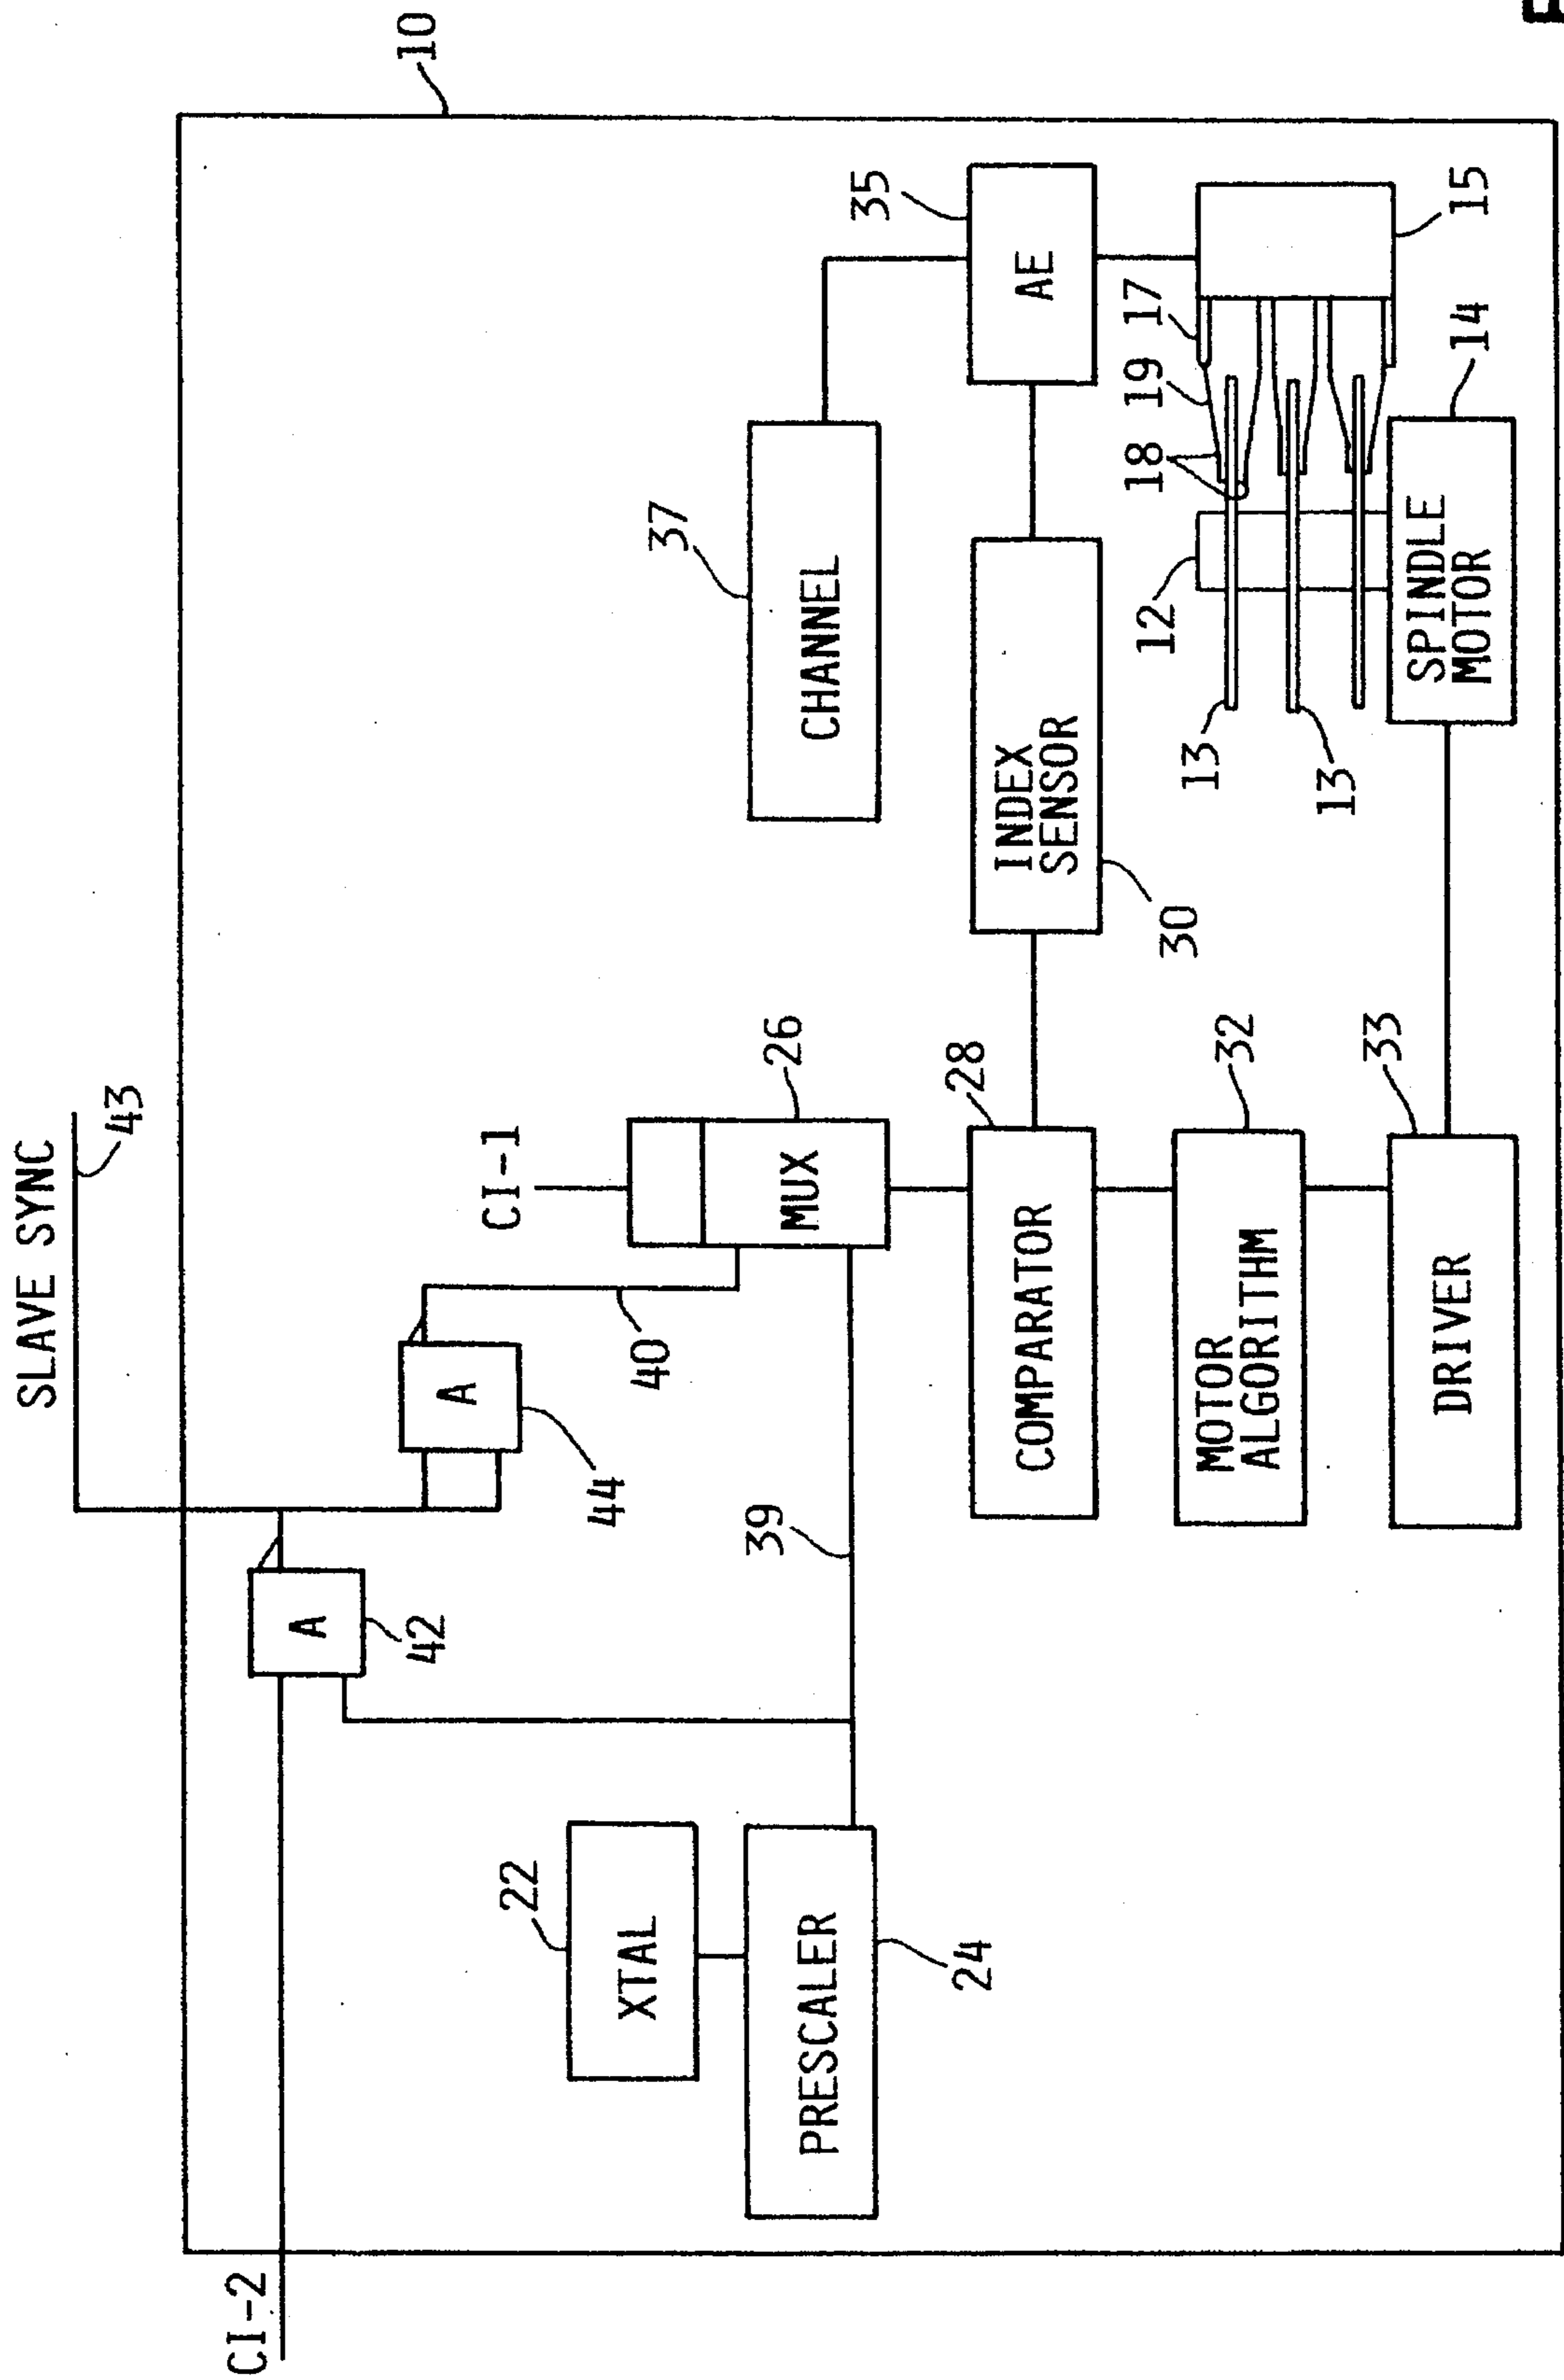 SLAVE SYNC
43
10
CI-2
A
42
A
44
40
CI-1
MUX
26
37
CHANNEL
35
AE
XTAL
22
PRESCALER
24
39
COMPARATOR
28
INDEX
SENSOR
30
MOTOR
ALGORITHM
32
DRIVER
33
12
18
19
17
15
13
13
SPINDLE
MOTOR
14